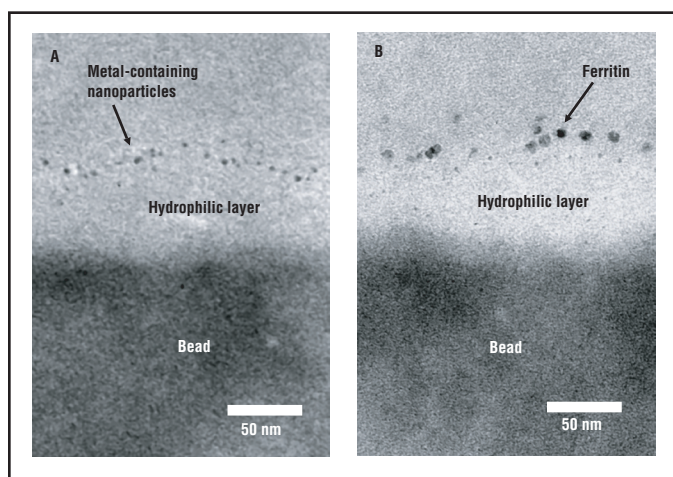 A
Metal-containing
nanoparticles
Hydrophilic layer
Bead
50 nm
B
Ferritin
Hydrophilic layer
Bead
50 nm